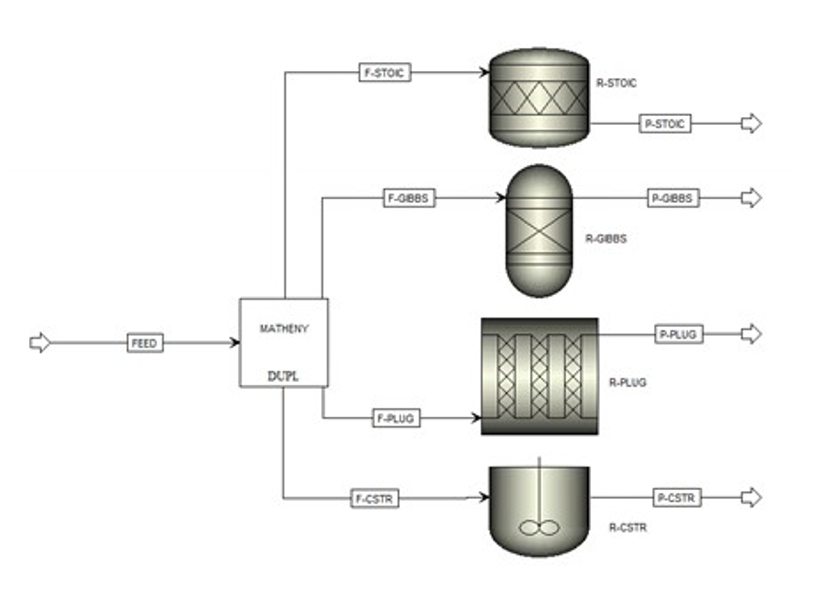 F-STOIC
R-STOIC
P-STOIC
F-GIBBS
P-GIBBS
R-GIBBS
MATHENY
FEED
P-PLUG
DUPL
R-PLUG
F-PLUG
F-CSTR
P-CSTR
R-CSTR